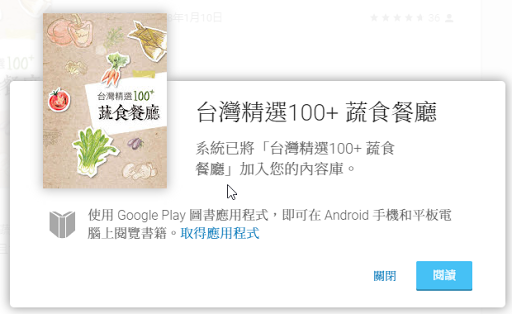 9年1月10日
26
台灣精選100+
蔬食餐廳
台灣精選100+ 蔬食餐廳
系統已將「台灣精選100+ 蔬食
餐廳」加入您的內容庫。
使用 Google Play 圖書應用程式，即可在 Android 手機和平板電
腦上閱覽書籍。取得應用程式
關閉
閱讀